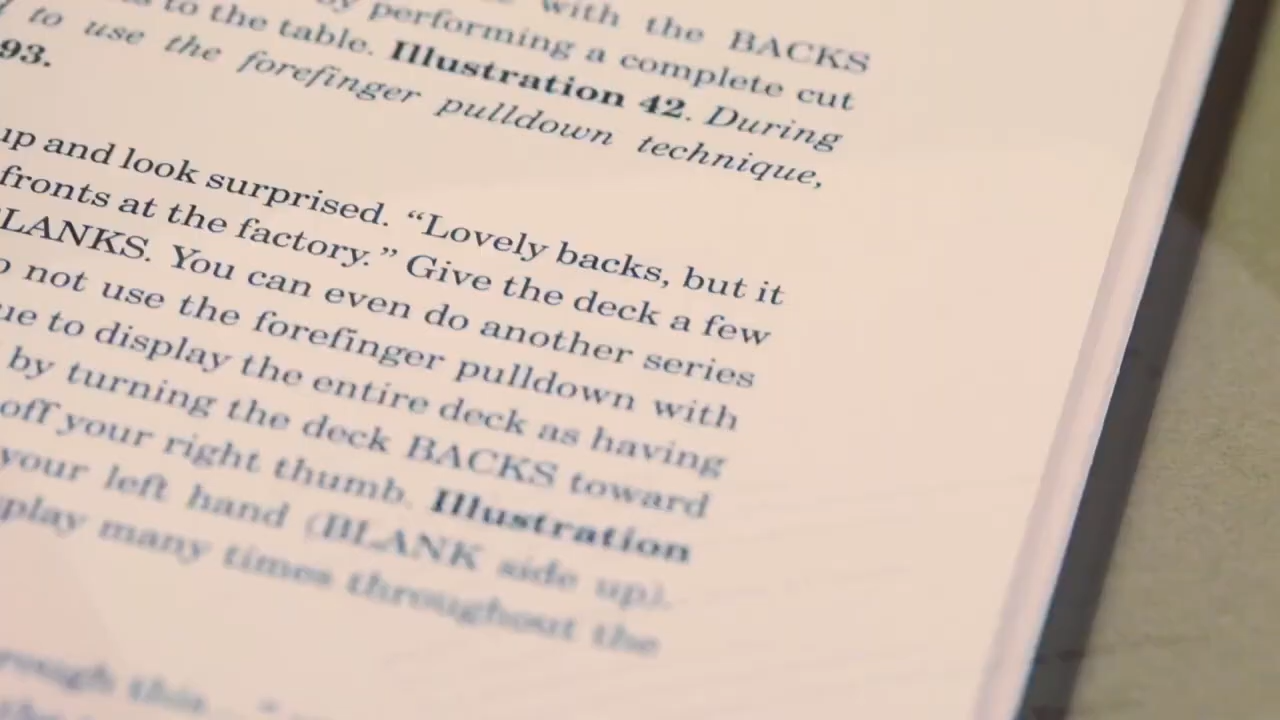 with the BACKS
to the table. by performing a complete cut
to use the forefinger pulldown technique, Illustration 42. During
93.
up and look surprised. “Lovely backs, but it
fronts at the factory.” Give the deck a few
LANKS. You can even do another series
not use the forefinger pulldown with
ue to display the entire deck as having
by turning the deck BACKS toward
off your right thumb. Illustration
your left hand (BLANK side up).
play many times throughout the
rough this